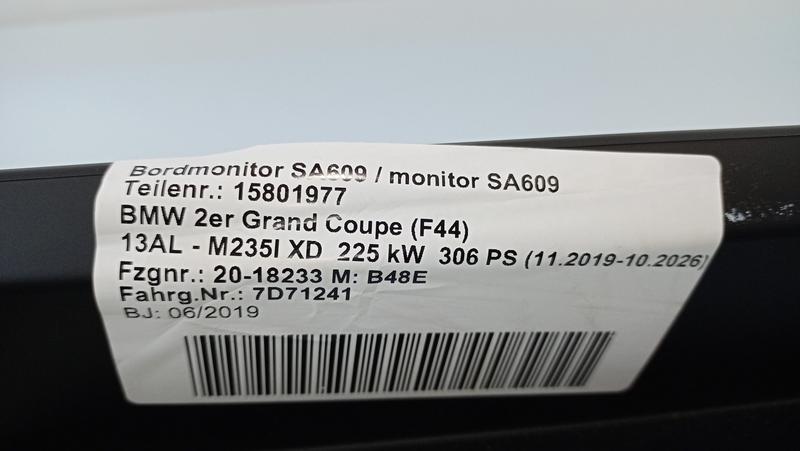 Bordmonitor SA609 / monitor SA609
Teilenr.: 15801977
BMW 2er Grand Coupe (F44)
13AL - M235I XD 225 kW 306 PS (11.2019-10.2026)
Fzgnr.: 20-18233 M: B48E
Fahrg.Nr.: 7D71241
BJ: 06/2019